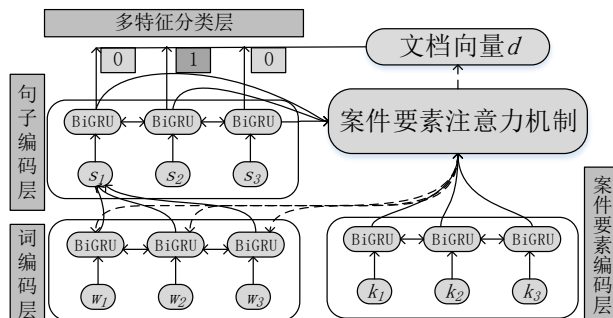 多特征分类层
0 1 0
文档向量d
句子编码层
BiGRU BiGRU BiGRU
案件要素注意力机制
s1 s2 s3
词编码层
BiGRU BiGRU BiGRU
w1 w2 w3
BiGRU BiGRU BiGRU
k1 k2 k3
案件要素编码层